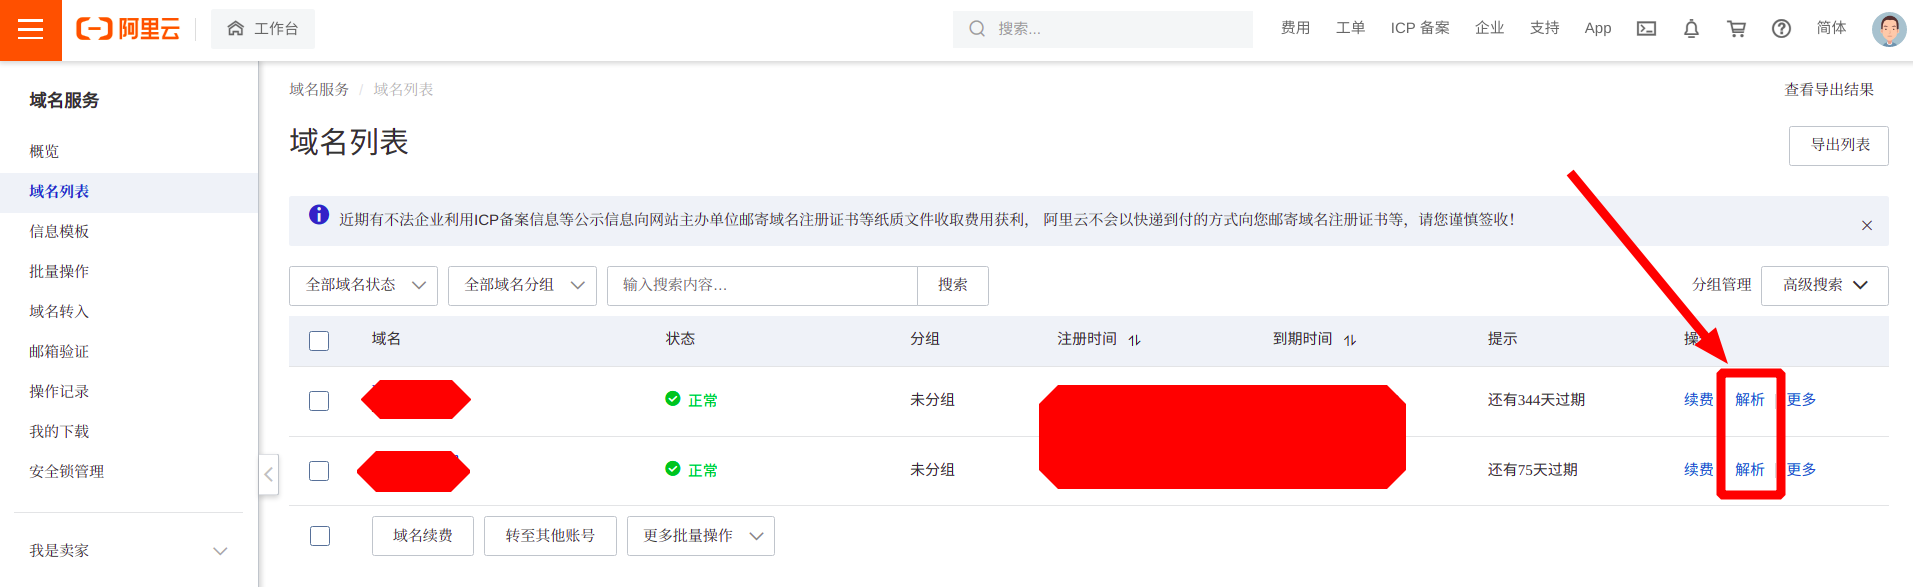 阿里云
工作台
搜索...
费用
工单
ICP 备案
企业
支持
App
简体
域名服务
概览
域名列表
信息模板
批量操作
域名转入
邮箱验证
操作记录
我的下载
安全锁管理
我是卖家
域名服务 / 域名列表
查看导出结果
域名列表
导出列表
近期有不法企业利用ICP备案信息等公示信息向网站主办单位邮寄域名注册证书等纸质文件收取费用获利， 阿里云不会以快递到付的方式向您邮寄域名注册证书等，请您谨慎签收！
全部域名状态
全部域名分组
输入搜索内容...
搜索
分组管理
高级搜索
域名 状态 分组 注册时间 到期时间 提示 操
正常 未分组 还有344天过期 续费 解析 更多
正常 未分组 还有75天过期 续费 解析 更多
域名续费
转至其他账号
更多批量操作